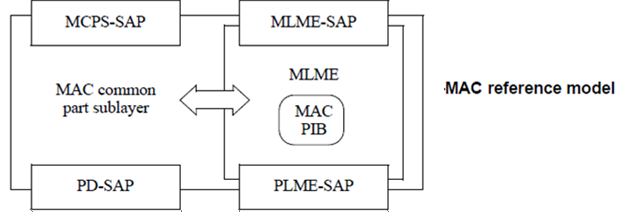 MCPS-SAP
MLME-SAP
MLME
MAC common
part sublayer
MAC
PIB
MAC reference model
PD-SAP
PLME-SAP